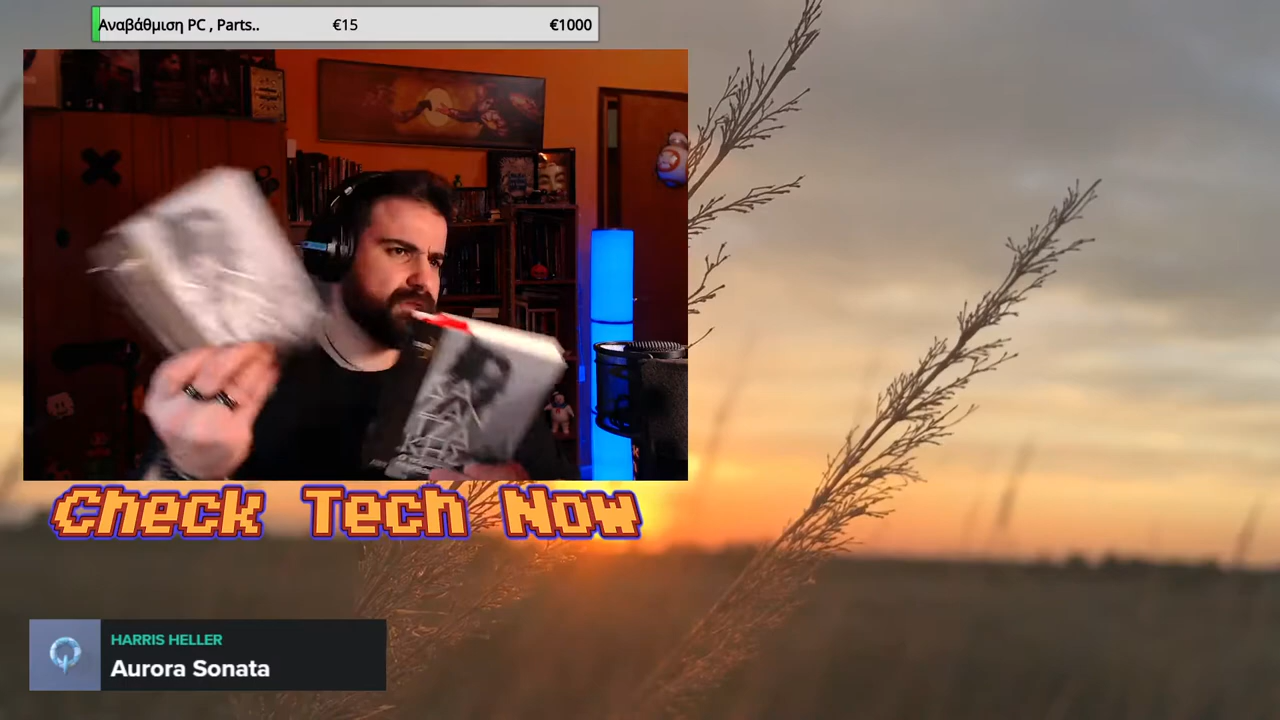 Αναβάθμιση PC , Parts.. €15 €1000
Check Tech Now
HARRIS HELLER
Aurora Sonata